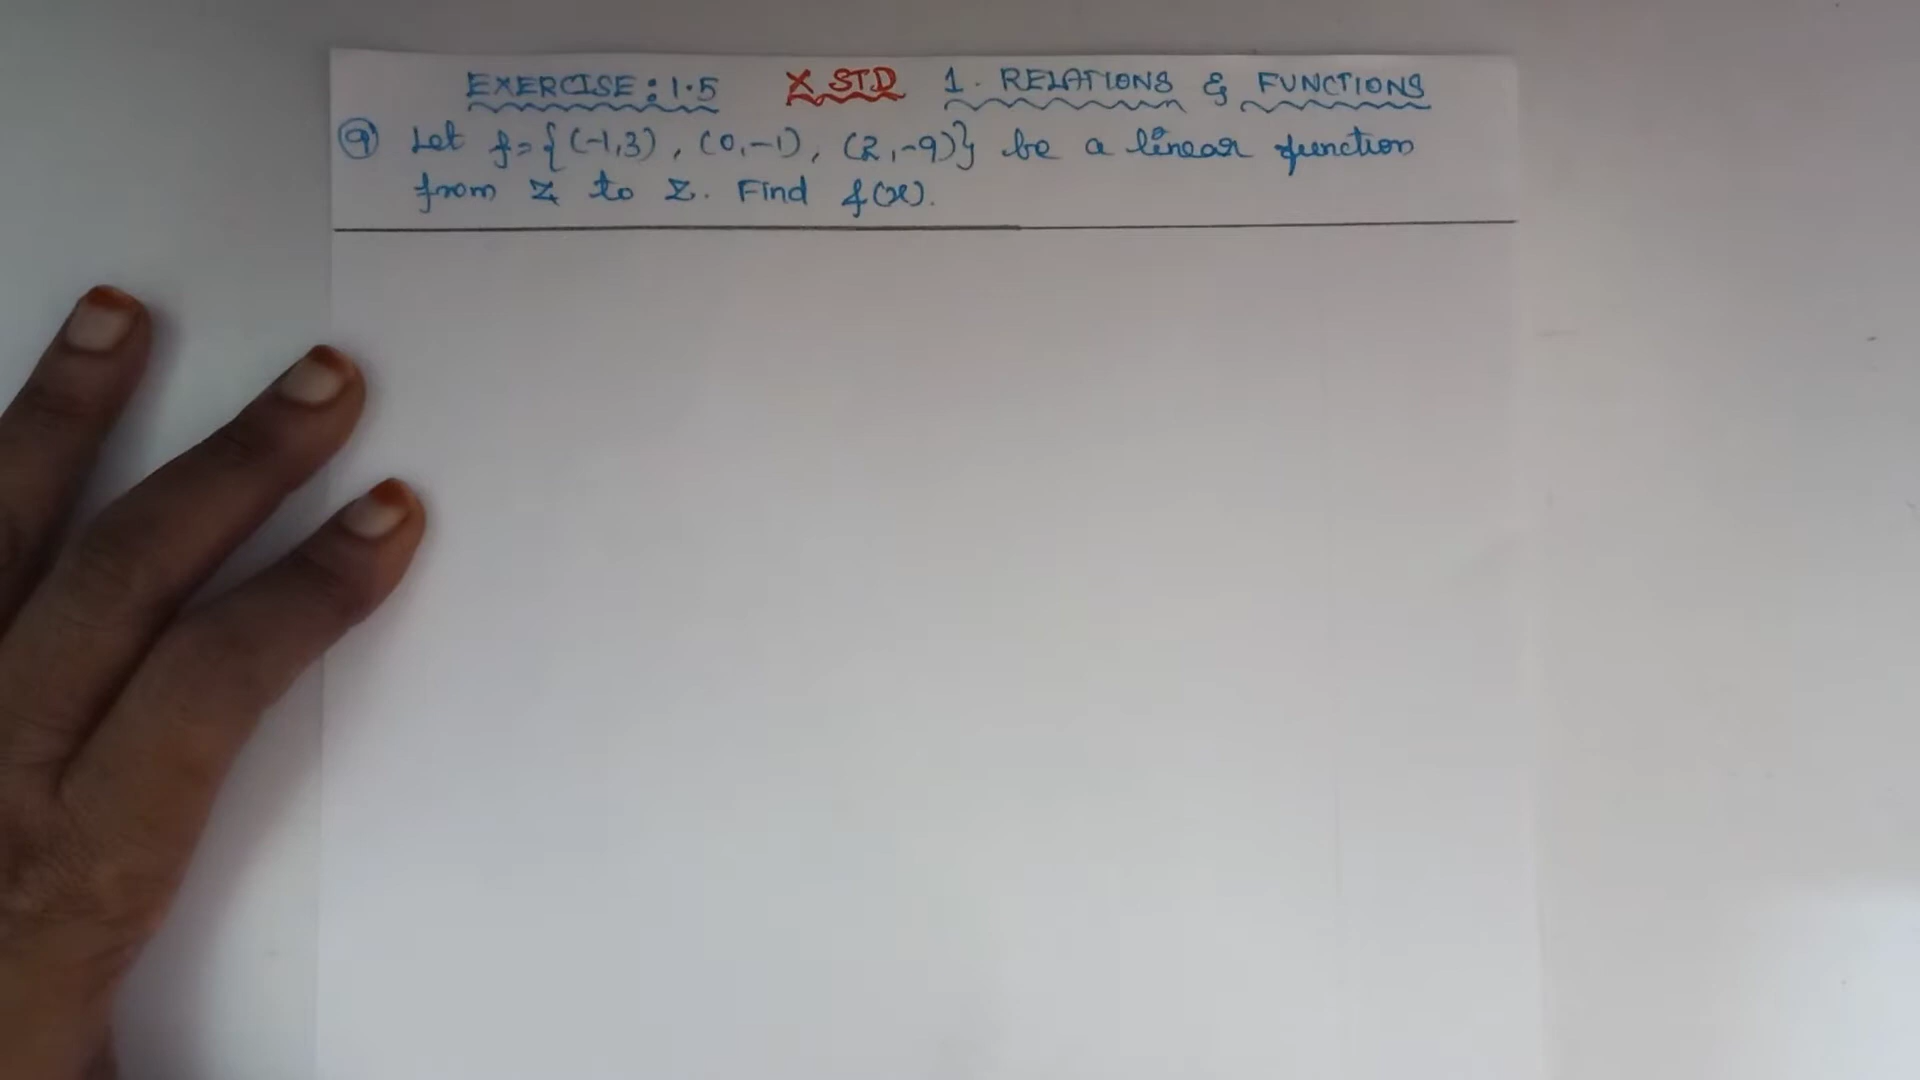 EXERCISE: 1.5 X STD 1. RELATIONS & FUNCTIONS
9 Let f={(-1,3), (0,-1), (2,-9)} be a linear function
from Z to Z. Find f(x).